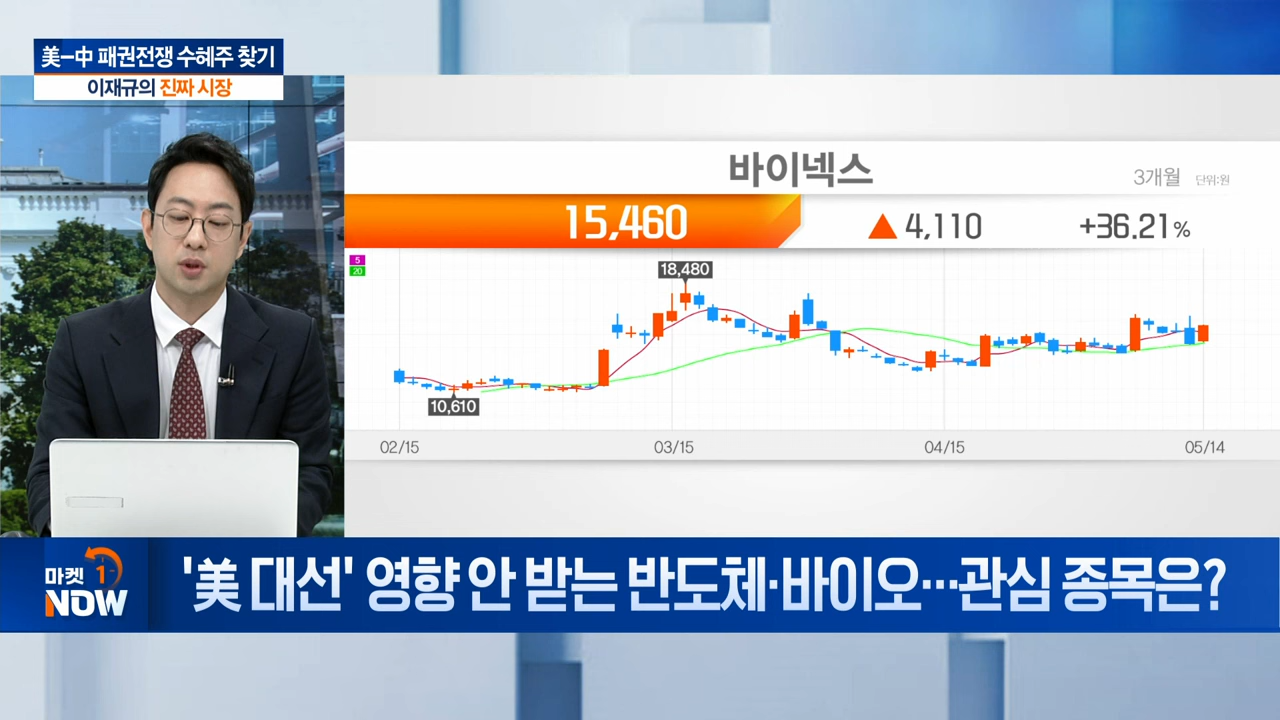 美-中 패권전쟁 수혜주 찾기
이재규의 진짜 시장
바이넥스
3개월 단위:원
15,460 ▲ 4,110 +36.21%
5
20
18,480
10,610
02/15 03/15 04/15 05/14
마켓 1
NOW
'美 대선' 영향 안 받는 반도체·바이오…관심 종목은?